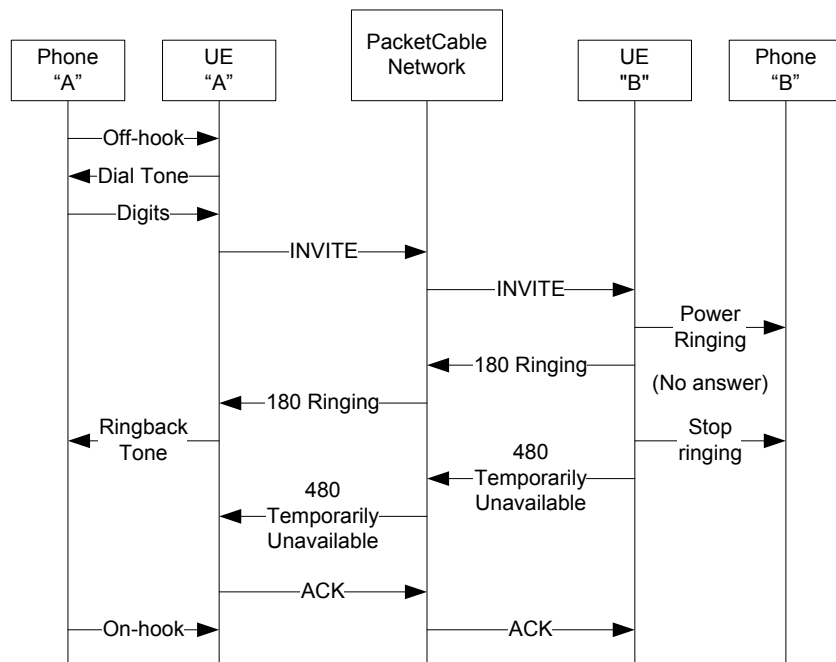 Phone
“A”
UE
“A”
PacketCable
Network
UE
"B"
Phone
“B”
Off-hook
Dial Tone
Digits
INVITE
INVITE
Power
Ringing
180 Ringing
(No answer)
180 Ringing
Ringback
Tone
Stop
ringing
480
Temporarily
Unavailable
480
Temporarily
Unavailable
ACK
On-hook
ACK